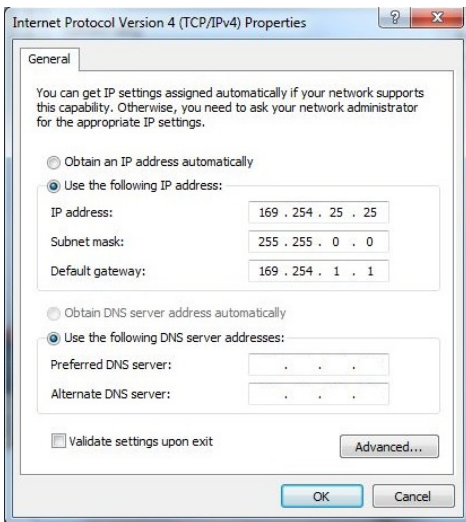 Internet Protocol Version 4 (TCP/IPv4) Properties
General
You can get IP settings assigned automatically if your network supports
this capability. Otherwise, you need to ask your network administrator
for the appropriate IP settings.
Obtain an IP address automatically
Use the following IP address:
IP address: 169 . 254 . 25 . 25
Subnet mask: 255 . 255 . 0 . 0
Default gateway: 169 . 254 . 1 . 1
Obtain DNS server address automatically
Use the following DNS server addresses:
Preferred DNS server: . . .
Alternate DNS server: . . .
Validate settings upon exit
Advanced...
OK Cancel